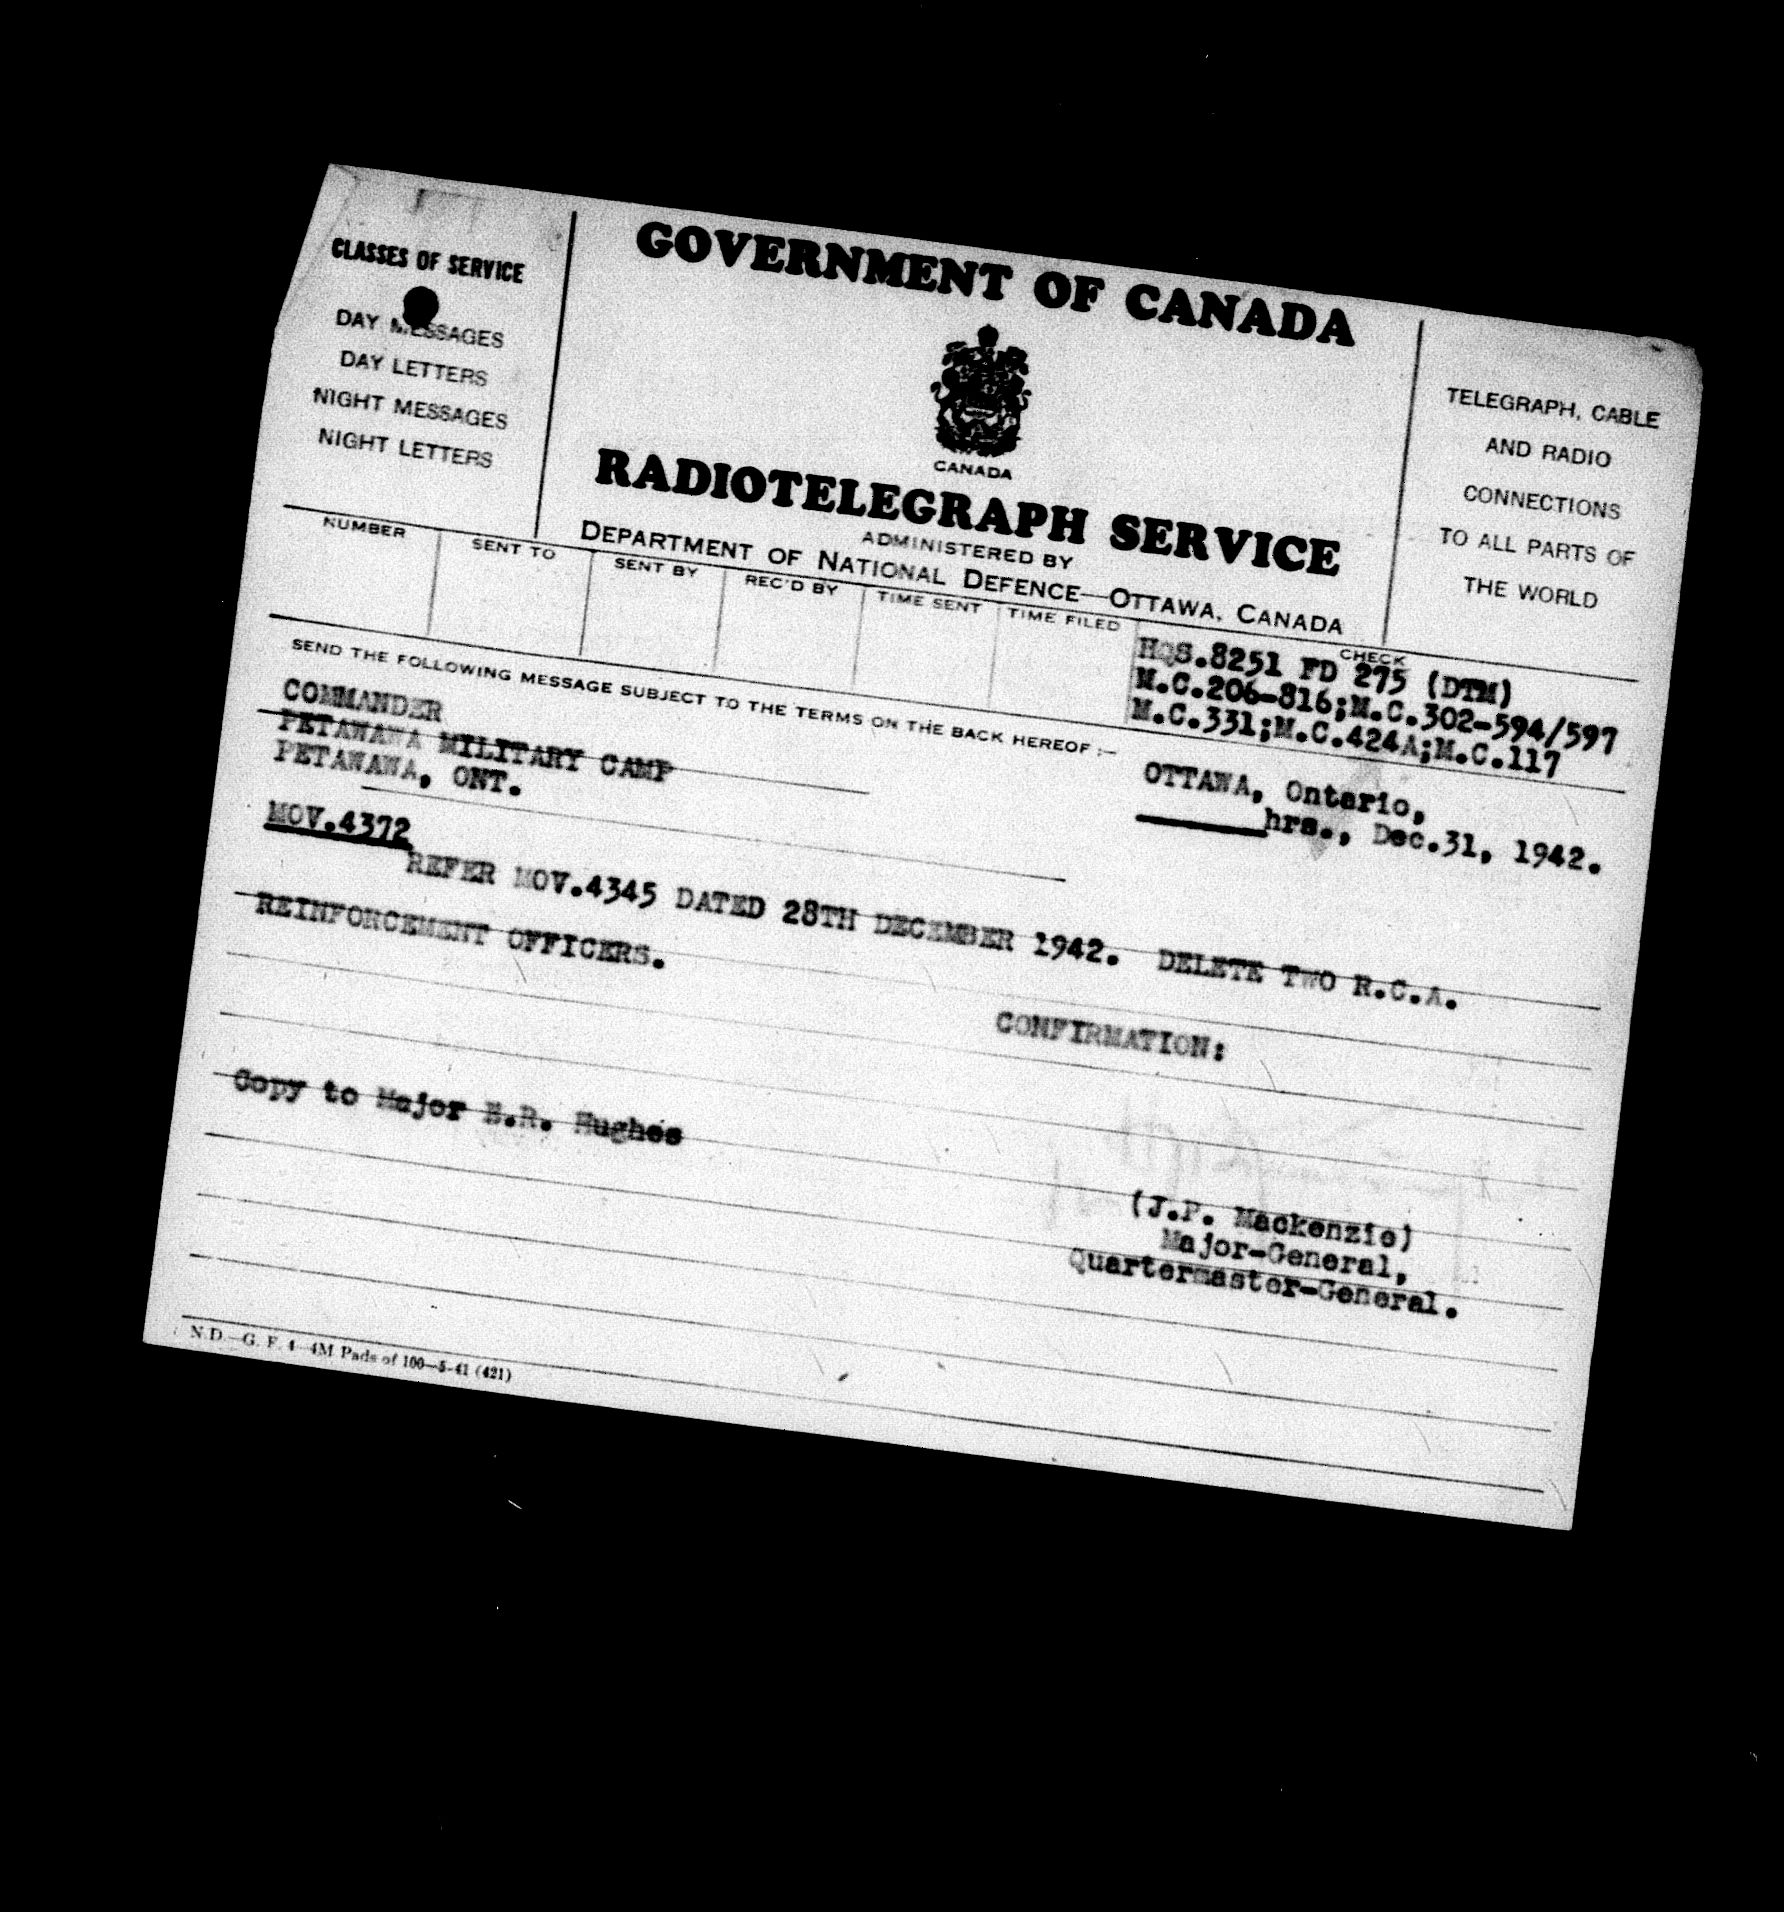 CLASSES OF SERVICE
DAY MESSAGES
DAY LETTERS
NIGHT MESSAGES
NIGHT LETTERS
GOVERNMENT OF CANADA
CANADA
RADIOTELEGRAPH SERVICE
ADMINISTERED BY
DEPARTMENT OF NATIONAL DEFENCE—OTTAWA, CANADA
TELEGRAPH, CABLE
AND RADIO
CONNECTIONS
TO ALL PARTS OF
THE WORLD
NUMBER SENT TO SENT BY REC'D BY TIME SENT TIME FILED CHECK
HQS.8251 FD 275 (DTM)
M.C.206-816;M.C.302-594/597
M.C.331;M.C.424A;M.C.117
SEND THE FOLLOWING MESSAGE SUBJECT TO THE TERMS ON THE BACK HEREOF :—
COMMANDER
PETAWAWA MILITARY CAMP
PETAWAWA, ONT.
OTTAWA, Ontario,
hrs., Dec.31, 1942.
MOV.4372
REFER MOV.4345 DATED 28TH DECEMBER 1942. DELETE TWO R.C.A.
REINFORCEMENT OFFICERS.
CONFIRMATION:
Copy to Major E.R. Hughes
(J.P. Mackenzie)
Major-General,
Quartermaster-General.
N.D.—G. F. 4—4M Pads of 100—5-41 (421)